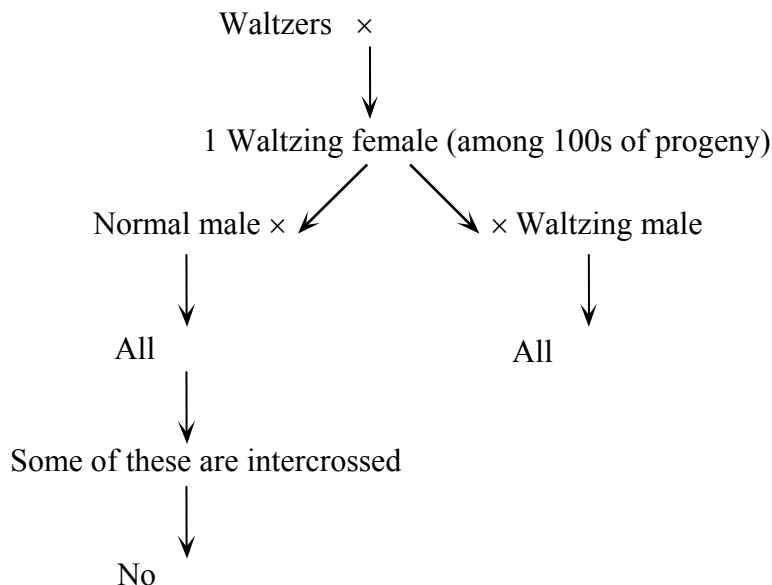 Waltzers ×
1 Waltzing female (among 100s of progeny)
Normal male × × Waltzing male
All All
Some of these are intercrossed
No